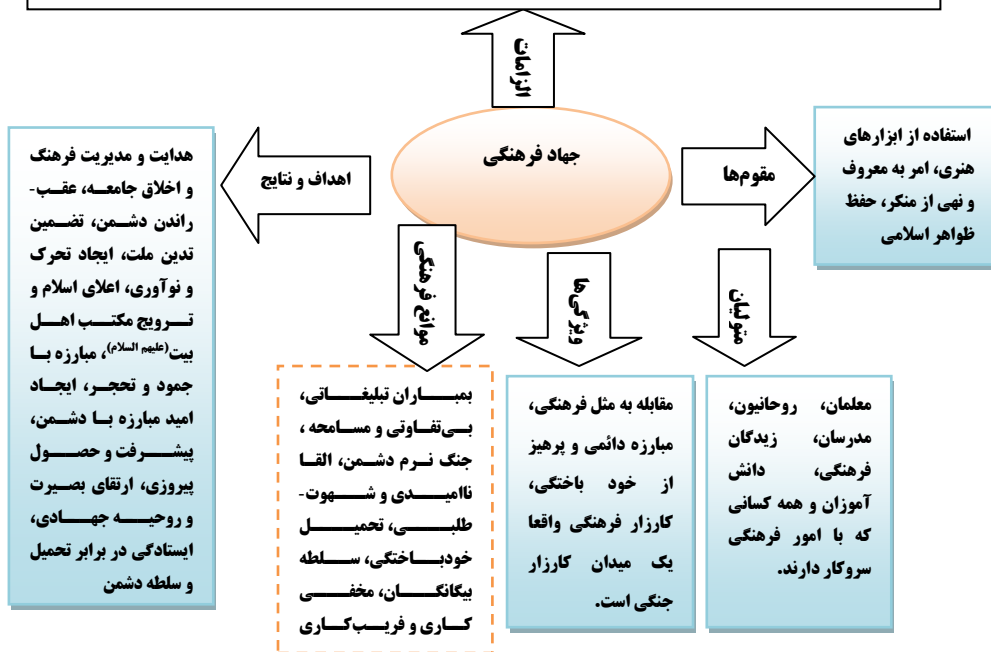 الزامات
جهاد فرهنگی
مقوم‌ها
استفاده از ابزارهای
هنری، امر به معروف
و نهی از منکر، حفظ
ظواهر اسلامی
اهداف و نتایج
هدایت و مدیریت فرهنگ
و اخلاق جامعه، عقب-
راندن دشمن، تضمین
تدین ملت، ایجاد تحرک
و نوآوری، اعلای اسلام و
ترویج مکتب اهل
بیت(علیهم السلام)، مبارزه با
جمود و تحجر، ایجاد
امید مبارزه با دشمن،
پیشرفت و حصول
پیروزی، ارتقای بصیرت
و روحیه جهادی،
ایستادگی در برابر تحمیل
و سلطه دشمن
متولیان
معلمان، روحانیون،
مدرسان، زیدگان
فرهنگی، دانش
آموزان و همه کسانی
که با امور فرهنگی
سروکار دارند.
ویژگی‌ها
مقابله به مثل فرهنگی،
مبارزه دائمی و پرهیز
از خود باختگی،
کارزار فرهنگی واقعا
یک میدان کارزار
جنگی است.
موانع فرهنگی
بمباران تبلیغاتی،
بی‌تفاوتی و مسامحه ،
جنگ نرم دشمن، القا
ناامیدی و شهوت-
طلبی، تحمیل
خودباختگی، سلطه
بیگانگان، مخفی
کاری و فریب‌کاری